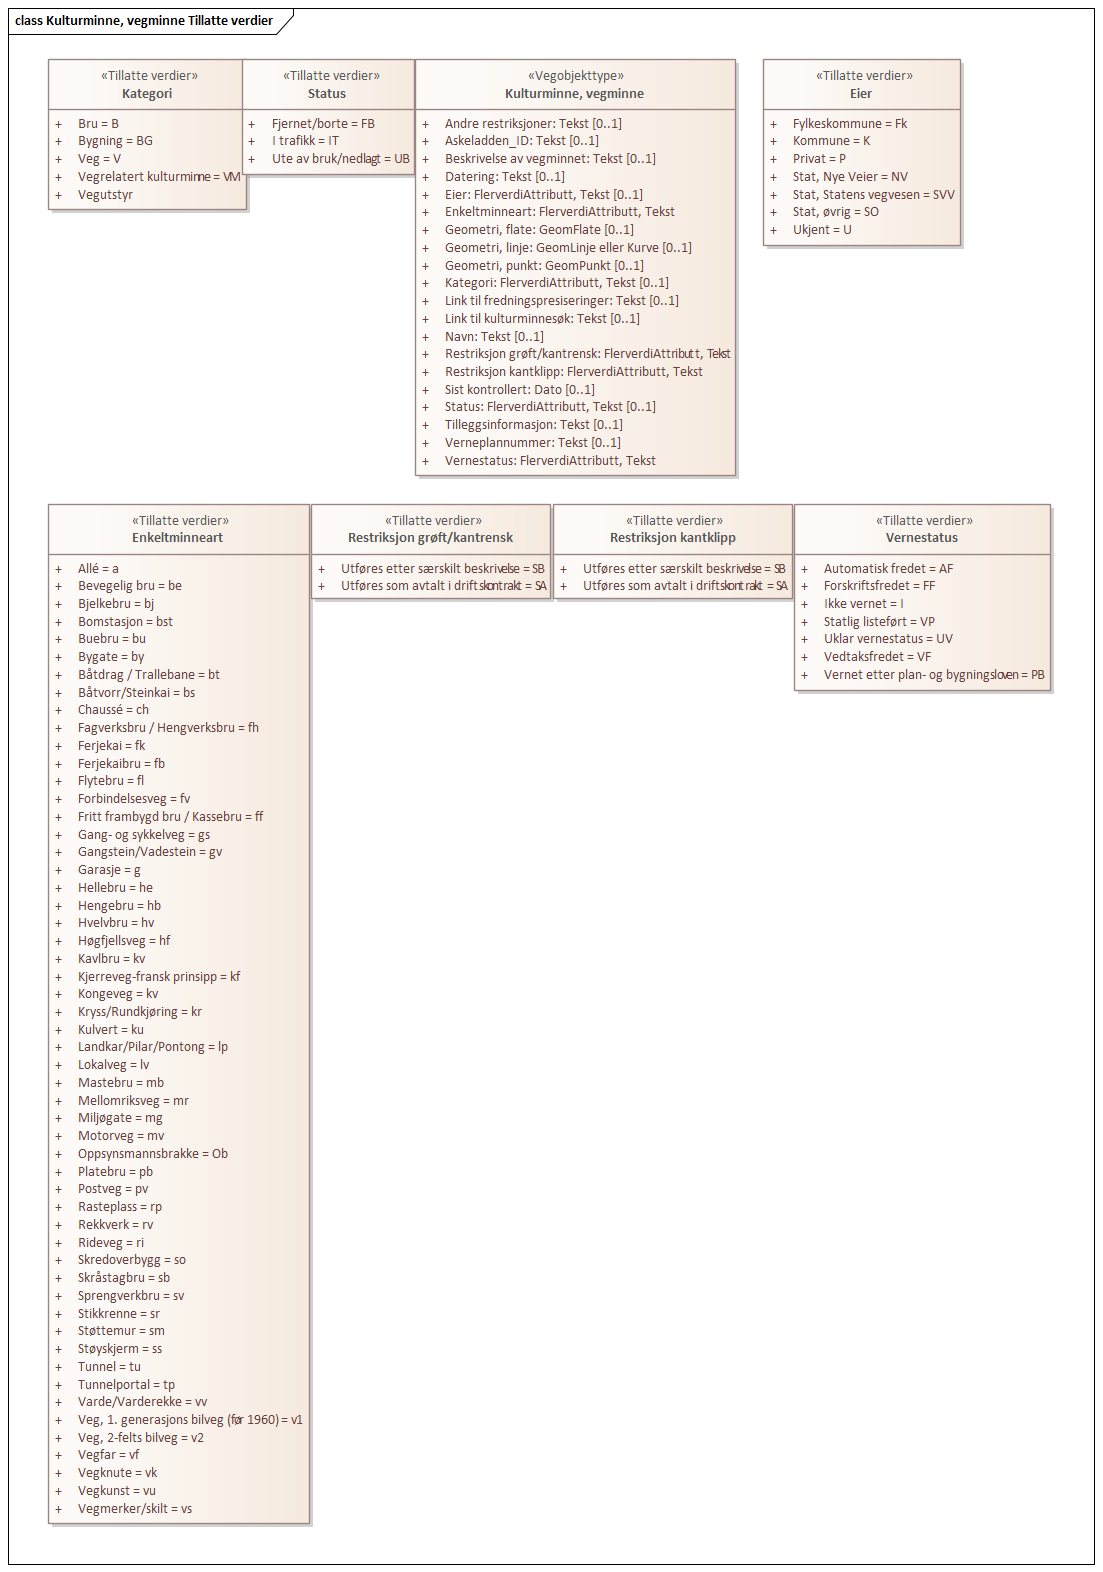 class Kulturminne, vegminne Tillatte verdier
«Tillatte verdier»
Kategori
+ Bru = B
+ Bygning = BG
+ Veg = V
+ Vegrelatert kulturminne = VM
+ Vegutstyr
«Tillatte verdier»
Status
+ Fjernet/borte = FB
+ I trafikk = IT
+ Ute av bruk/nedlagt = UB
«Vegobjekttype»
Kulturminne, vegminne
+ Andre restriksjoner: Tekst [0..1]
+ Askeladden_ID: Tekst [0..1]
+ Beskrivelse av vegminnet: Tekst [0..1]
+ Datering: Tekst [0..1]
+ Eier: FlerverdiAttributt, Tekst [0..1]
+ Enkeltminneart: FlerverdiAttributt, Tekst
+ Geometri, flate: GeomFlate [0..1]
+ Geometri, linje: GeomLinje eller Kurve [0..1]
+ Geometri, punkt: GeomPunkt [0..1]
+ Kategori: FlerverdiAttributt, Tekst [0..1]
+ Link til fredningspresiseringer: Tekst [0..1]
+ Link til kulturminnesøk: Tekst [0..1]
+ Navn: Tekst [0..1]
+ Restriksjon grøft/kantrensk: FlerverdiAttributt, Tekst
+ Restriksjon kantklipp: FlerverdiAttributt, Tekst
+ Sist kontrollert: Dato [0..1]
+ Status: FlerverdiAttributt, Tekst [0..1]
+ Tilleggsinformasjon: Tekst [0..1]
+ Verneplannummer: Tekst [0..1]
+ Vernestatus: FlerverdiAttributt, Tekst
«Tillatte verdier»
Eier
+ Fylkeskommune = Fk
+ Kommune = K
+ Privat = P
+ Stat, Nye Veier = NV
+ Stat, Statens vegvesen = SVV
+ Stat, øvrig = SO
+ Ukjent = U
«Tillatte verdier»
Enkeltminneart
+ Allé = a
+ Bevegelig bru = be
+ Bjelkebru = bj
+ Bomstasjon = bst
+ Buebru = bu
+ Bygate = by
+ Båtdrag / Trallebane = bt
+ Båtvorr/Steinkai = bs
+ Chaussé = ch
+ Fagverksbru / Hengverksbru = fh
+ Ferjekai = fk
+ Ferjekaibru = fb
+ Flytebru = fl
+ Forbindelsesveg = fv
+ Fritt frambygd bru / Kassebru = ff
+ Gang- og sykkelveg = gs
+ Gangstein/Vadestein = gv
+ Garasje = g
+ Hellebru = he
+ Hengebru = hb
+ Hvelvbru = hv
+ Høgfjellsveg = hf
+ Kavlbru = kv
+ Kjerreveg-fransk prinsipp = kf
+ Kongeveg = kv
+ Kryss/Rundkjøring = kr
+ Kulvert = ku
+ Landkar/Pilar/Pontong = lp
+ Lokalveg = lv
+ Mastebru = mb
+ Mellomriksveg = mr
+ Miljøgate = mg
+ Motorveg = mv
+ Oppsynsmannsbrakke = Ob
+ Platebru = pb
+ Postveg = pv
+ Rasteplass = rp
+ Rekkverk = rv
+ Rideveg = ri
+ Skredoverbygg = so
+ Skråstagbru = sb
+ Sprengverkbru = sv
+ Stikkrenne = sr
+ Støttemur = sm
+ Støyskjerm = ss
+ Tunnel = tu
+ Tunnelportal = tp
+ Varde/Varderekke = vv
+ Veg, 1. generasjons bilveg (før 1960) = v1
+ Veg, 2-felts bilveg = v2
+ Vegfar = vf
+ Vegknute = vk
+ Vegkunst = vu
+ Vegmerker/skilt = vs
«Tillatte verdier»
Restriksjon grøft/kantrensk
+ Utføres etter særskilt beskrivelse = SB
+ Utføres som avtalt i driftskontrakt = SA
«Tillatte verdier»
Restriksjon kantklipp
+ Utføres etter særskilt beskrivelse = SB
+ Utføres som avtalt i driftskontrakt = SA
«Tillatte verdier»
Vernestatus
+ Automatisk fredet = AF
+ Forskriftsfredet = FF
+ Ikke vernet = I
+ Statlig listeført = VP
+ Uklar vernestatus = UV
+ Vedtaksfredet = VF
+ Vernet etter plan- og bygningsloven = PB